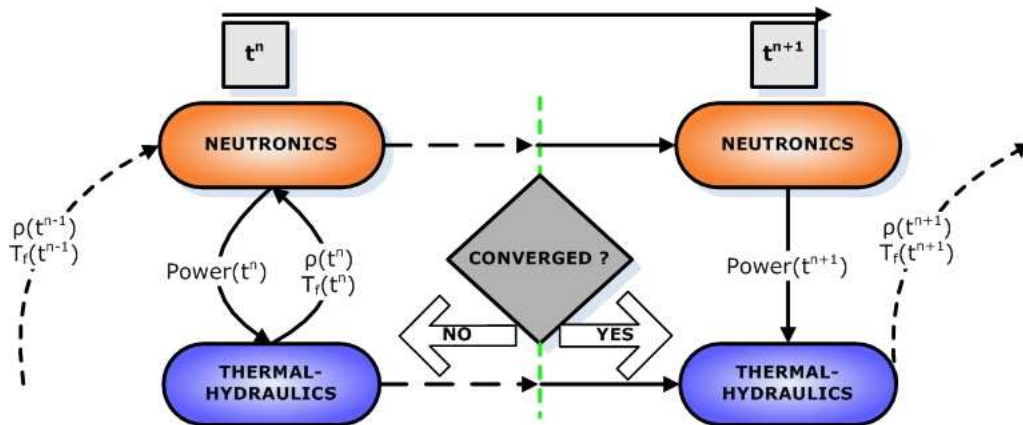 tⁿ
tⁿ⁺¹
NEUTRONICS
NEUTRONICS
ρ(tⁿ⁻¹)
T_f(tⁿ⁻¹)
Power(tⁿ)
ρ(tⁿ)
T_f(tⁿ)
CONVERGED ?
NO
YES
Power(tⁿ⁺¹)
ρ(tⁿ⁺¹)
T_f(tⁿ⁺¹)
THERMAL-
HYDRAULICS
THERMAL-
HYDRAULICS